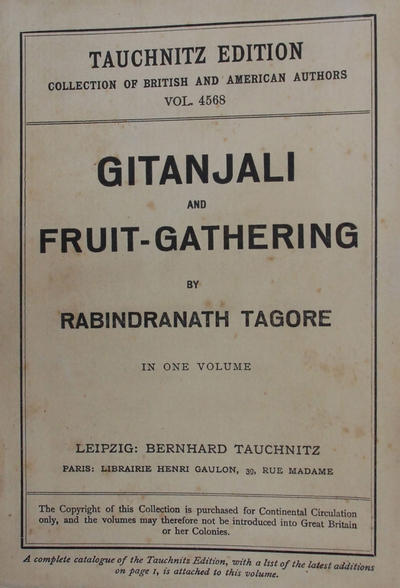 TAUCHNITZ EDITION
COLLECTION OF BRITISH AND AMERICAN AUTHORS
VOL. 4568
GITANJALI
AND
FRUIT-GATHERING
BY
RABINDRANATH TAGORE
IN ONE VOLUME
LEIPZIG: BERNHARD TAUCHNITZ
PARIS: LIBRAIRIE HENRI GAULON, 39, RUE MADAME
The Copyright of this Collection is purchased for Continental Circulation
only, and the volumes may therefore not be introduced into Great Britain
or her Colonies.
A complete catalogue of the Tauchnitz Edition, with a list of the latest additions
on page 1, is attached to this volume.